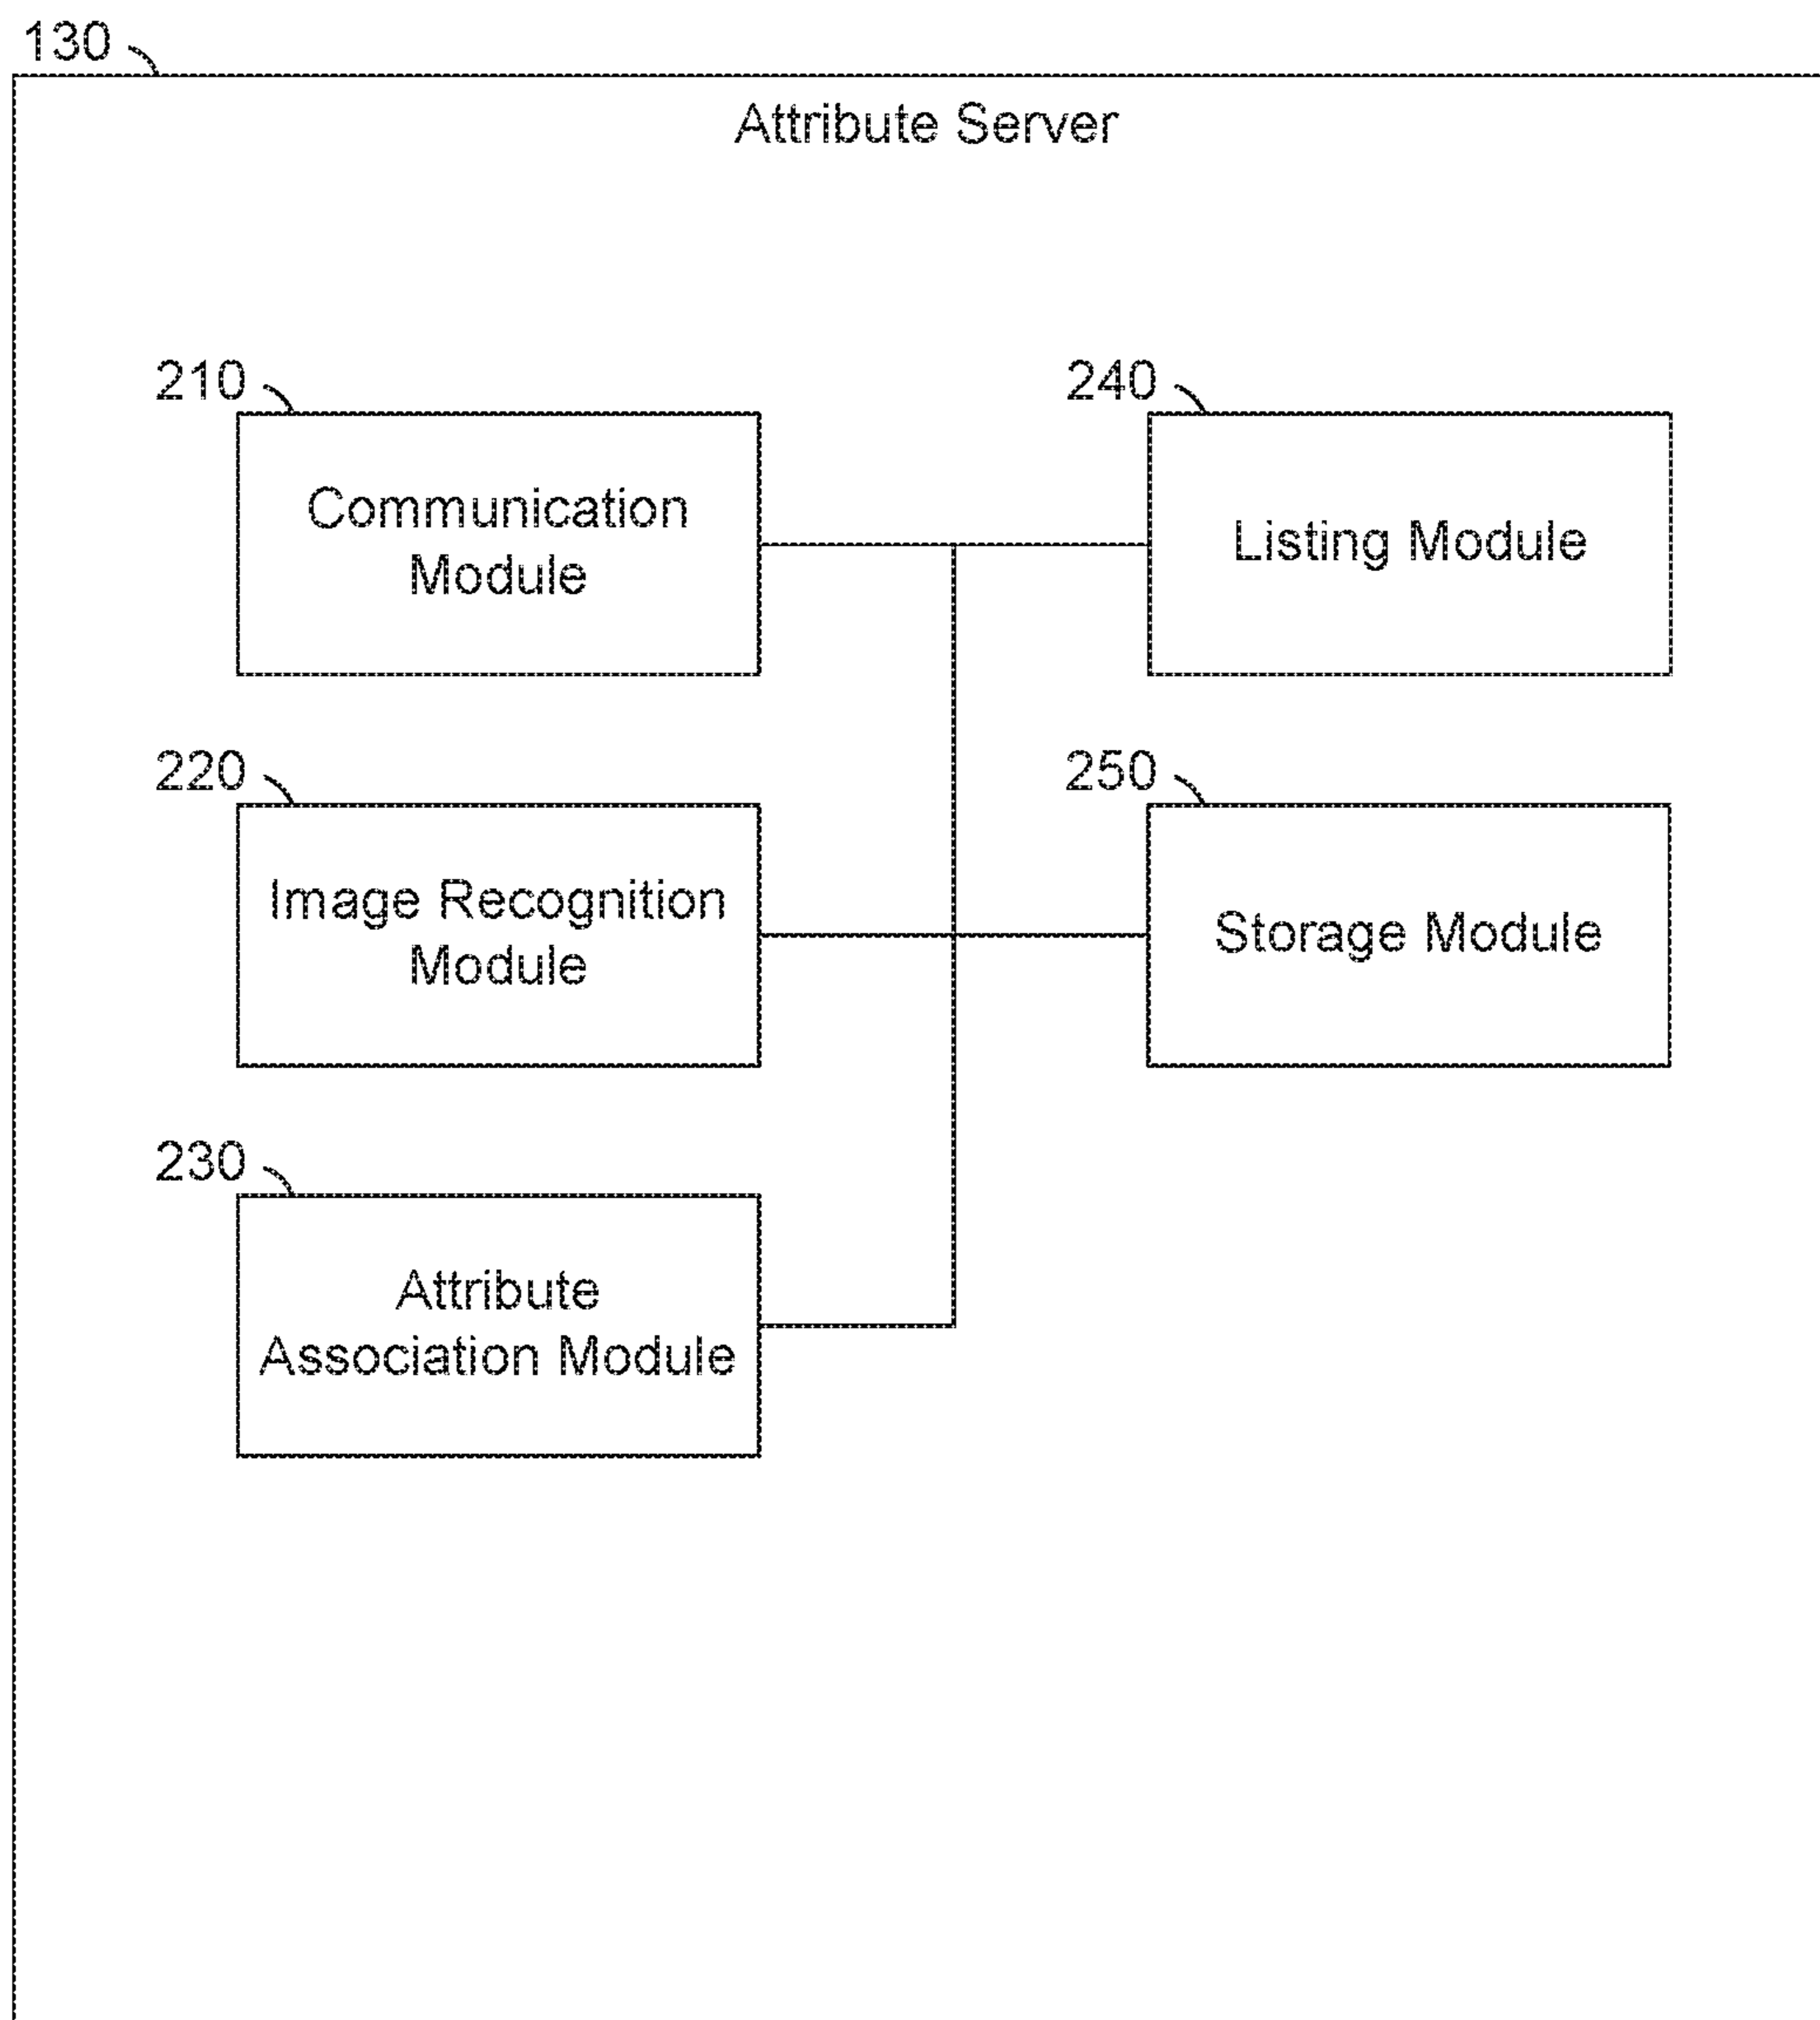 130
Attribute Server
210
Communication
Module
240
Listing Module
220
Image Recognition
Module
250
Storage Module
230
Attribute
Association Module